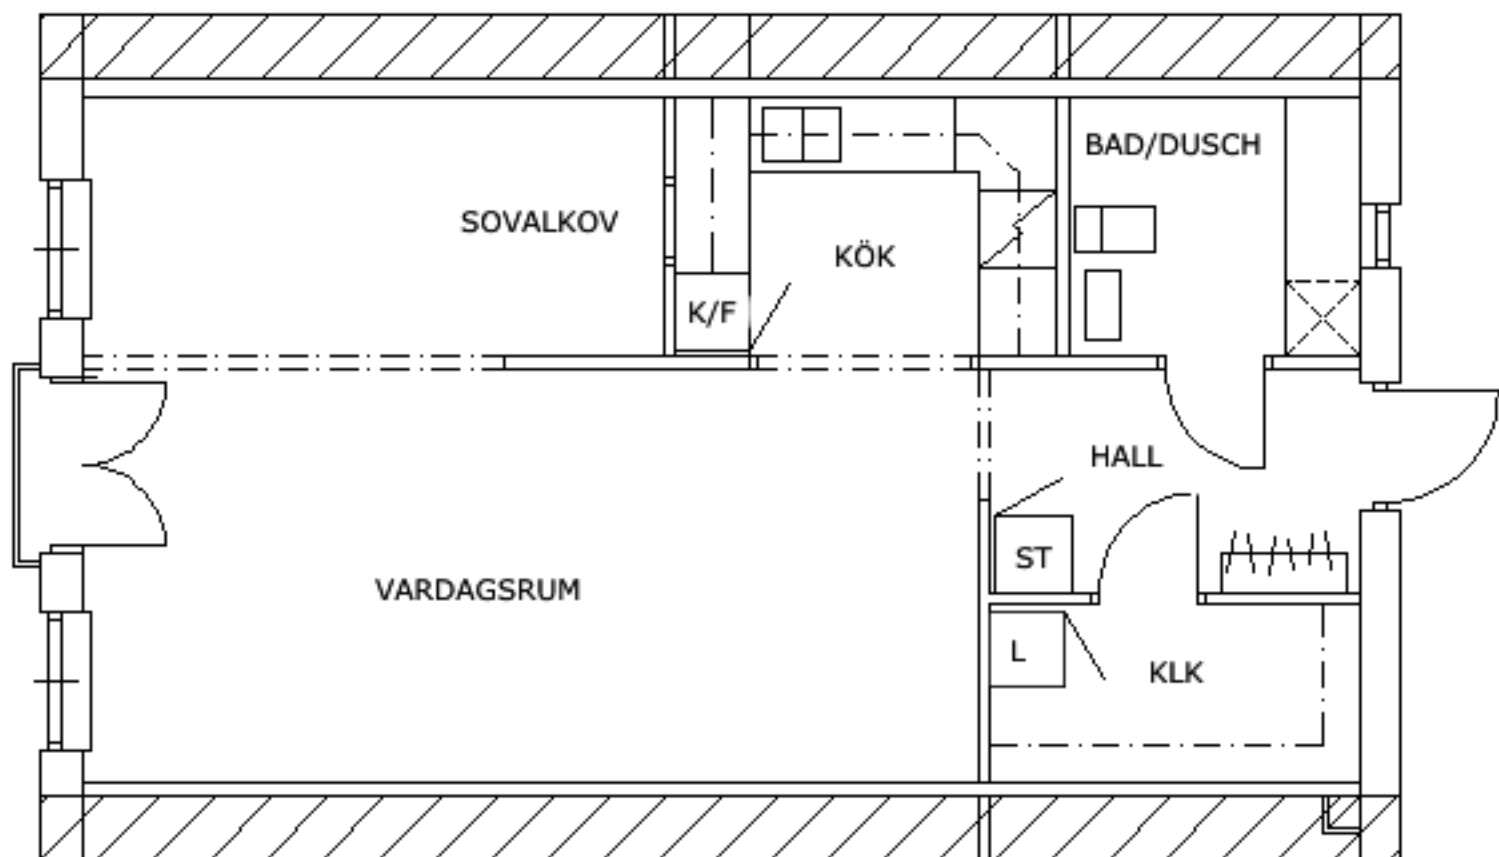 BAD/DUSCH
SOVALKOV
KÖK
K/F
HALL
ST
VARDAGSRUM
L
KLK